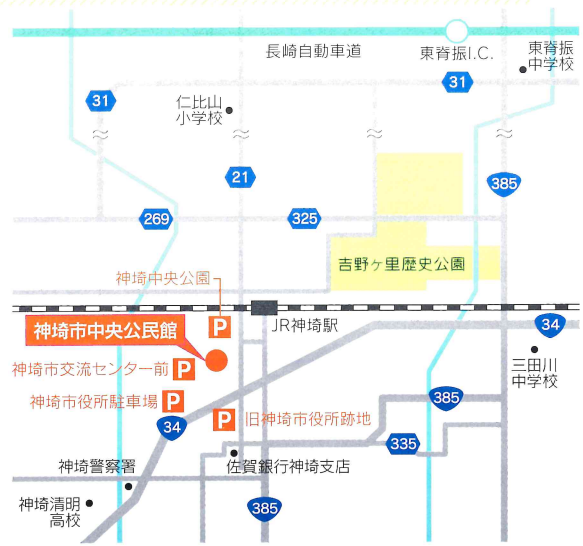 長崎自動車道
東脊振I.C.
東脊振
中学校
31
31
仁比山
小学校
21
385
269
325
吉野ヶ里歴史公園
神埼中央公園
P
JR神埼駅
34
神埼市中央公民館
三田川
中学校
神埼市交流センター前 P
神埼市役所駐車場 P
385
P 旧神埼市役所跡地
34
335
佐賀銀行神埼支店
神埼警察署
神埼清明
高校
385